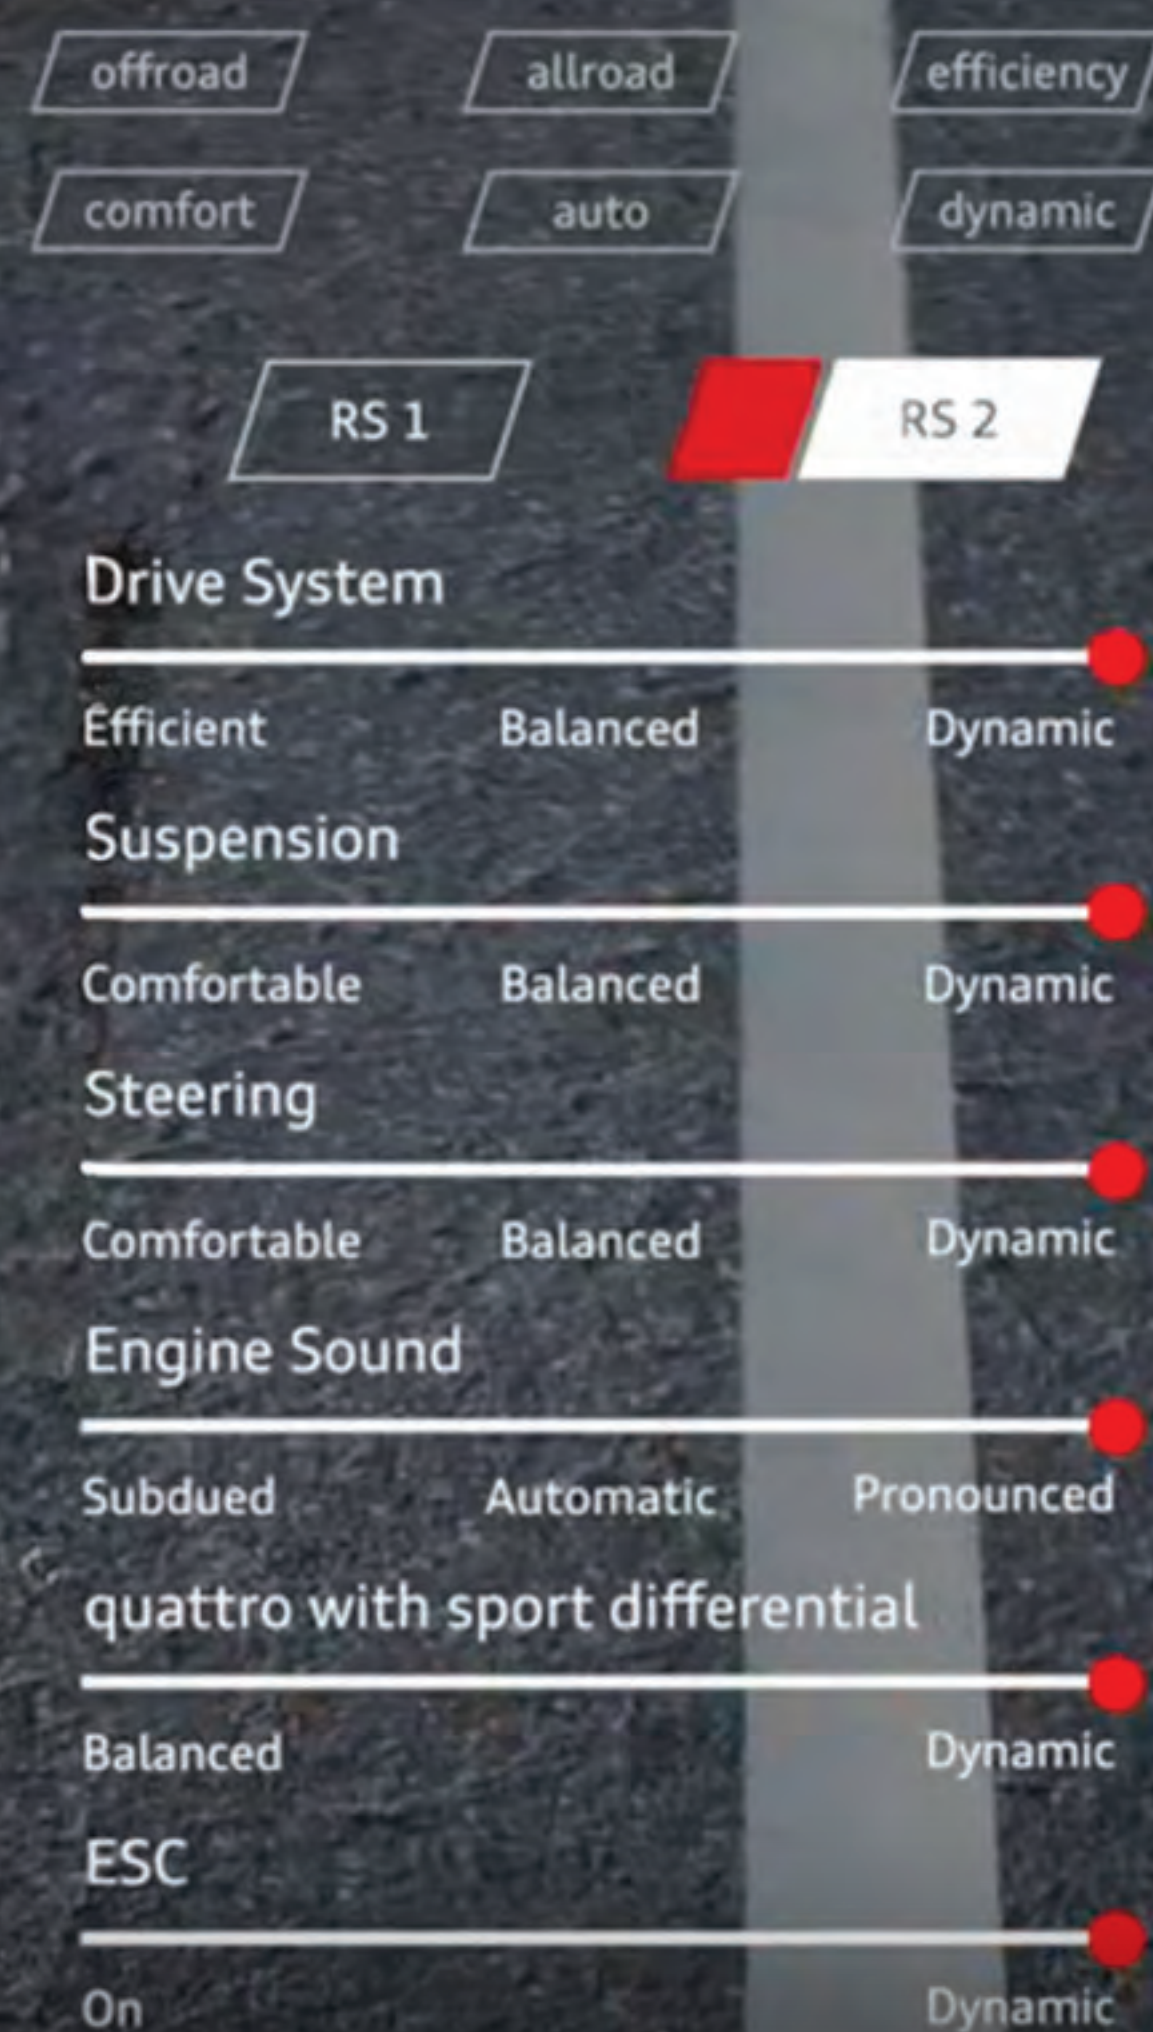 offroad allroad efficiency
comfort auto dynamic
RS 1 RS 2
Drive System
Efficient Balanced Dynamic
Suspension
Comfortable Balanced Dynamic
Steering
Comfortable Balanced Dynamic
Engine Sound
Subdued Automatic Pronounced
quattro with sport differential
Balanced Dynamic
ESC
On Dynamic